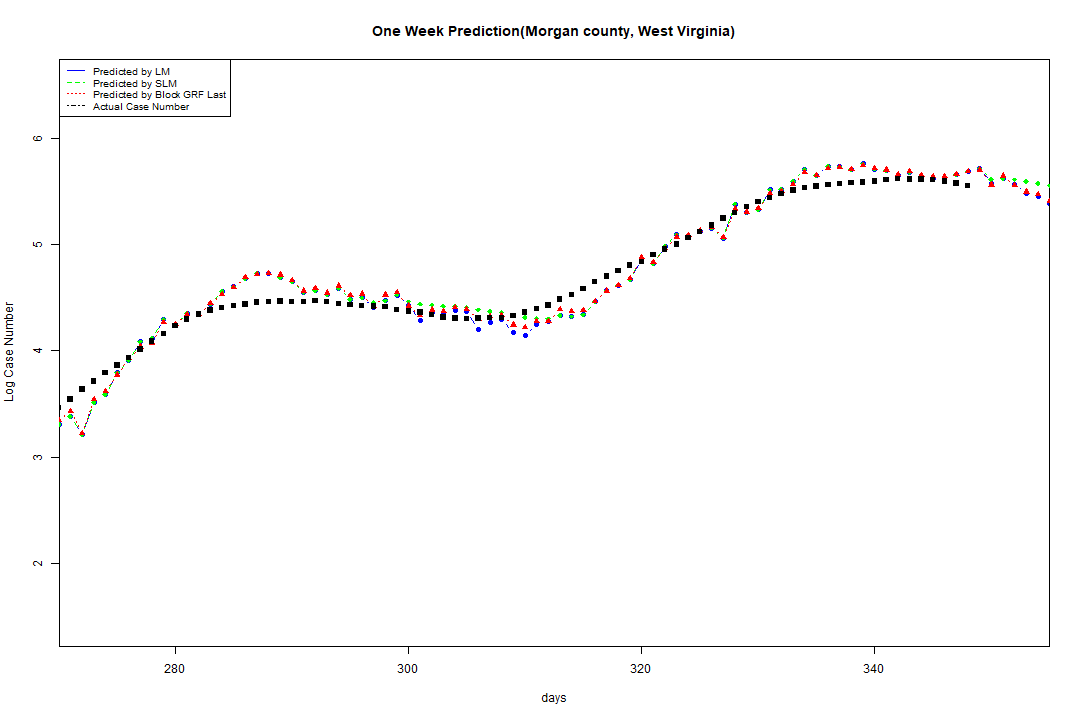 One Week Prediction(Morgan county, West Virginia)
Predicted by LM
Predicted by SLM
Predicted by Block GRF Last
Actual Case Number
6
5
4
3
2
Log Case Number
280 300 320 340
days